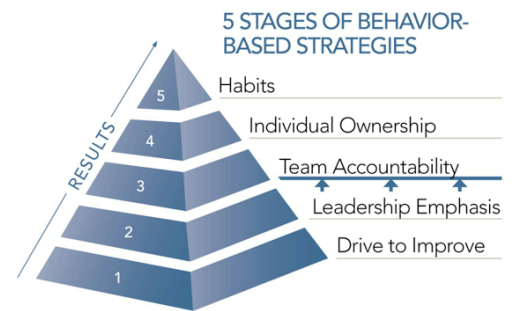 5 STAGES OF BEHAVIOR-
BASED STRATEGIES
RESULTS
5
Habits
4
Individual Ownership
3
Team Accountability
2
Leadership Emphasis
1
Drive to Improve